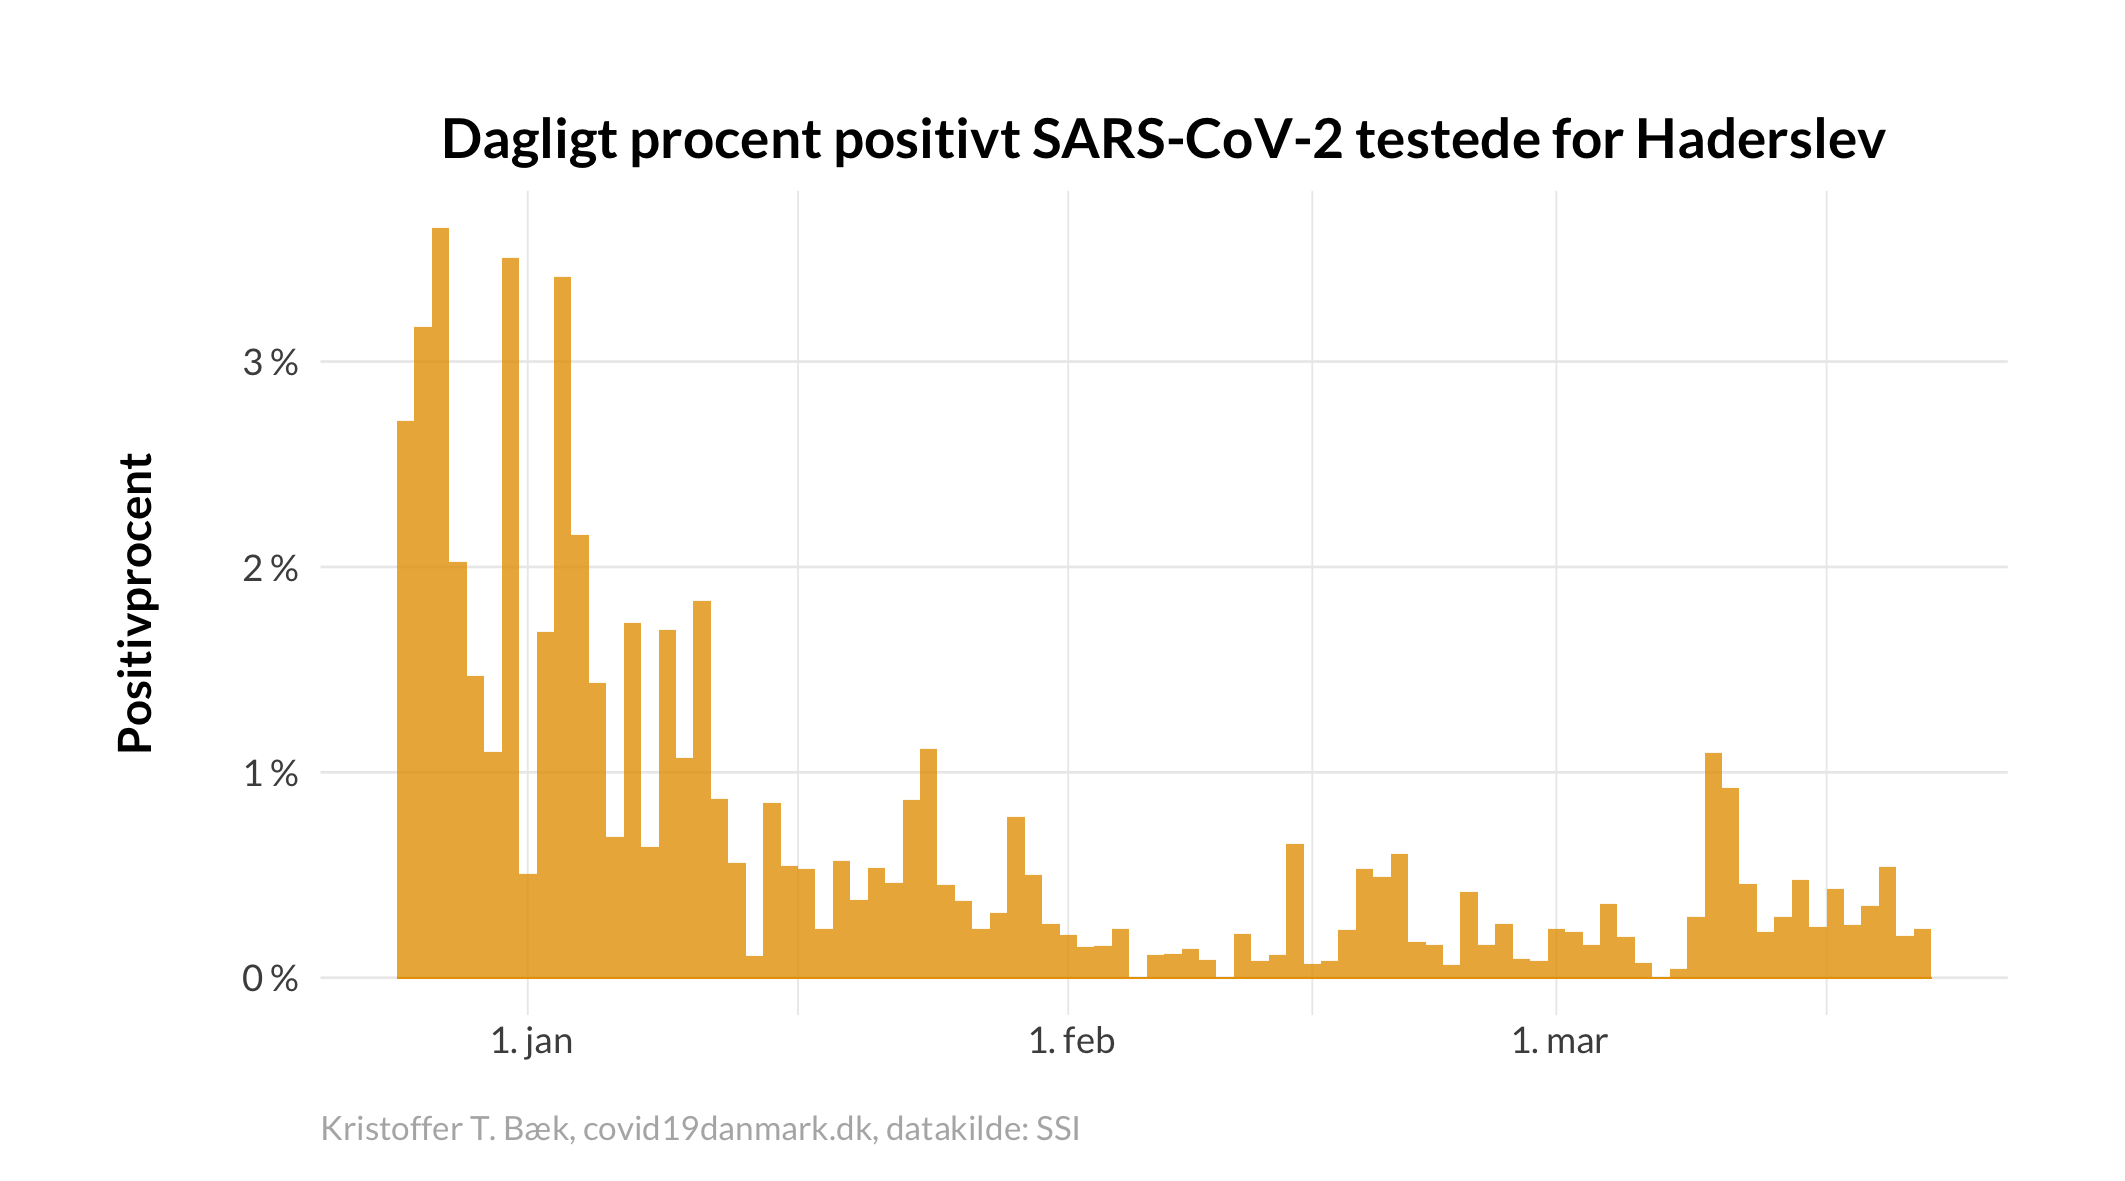 Dagligt procent positivt SARS-CoV-2 testede for Haderslev
Positivprocent
3 %
2 %
1 %
0 %
1. jan
1. feb
1. mar
Kristoffer T. Bæk, covid19danmark.dk, datakilde: SSI